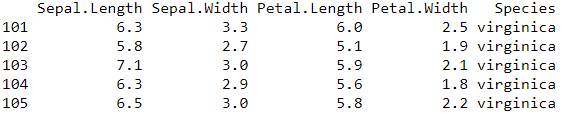 Sepal.Length Sepal.Width Petal.Length Petal.Width Species
101 6.3 3.3 6.0 2.5 virginica
102 5.8 2.7 5.1 1.9 virginica
103 7.1 3.0 5.9 2.1 virginica
104 6.3 2.9 5.6 1.8 virginica
105 6.5 3.0 5.8 2.2 virginica